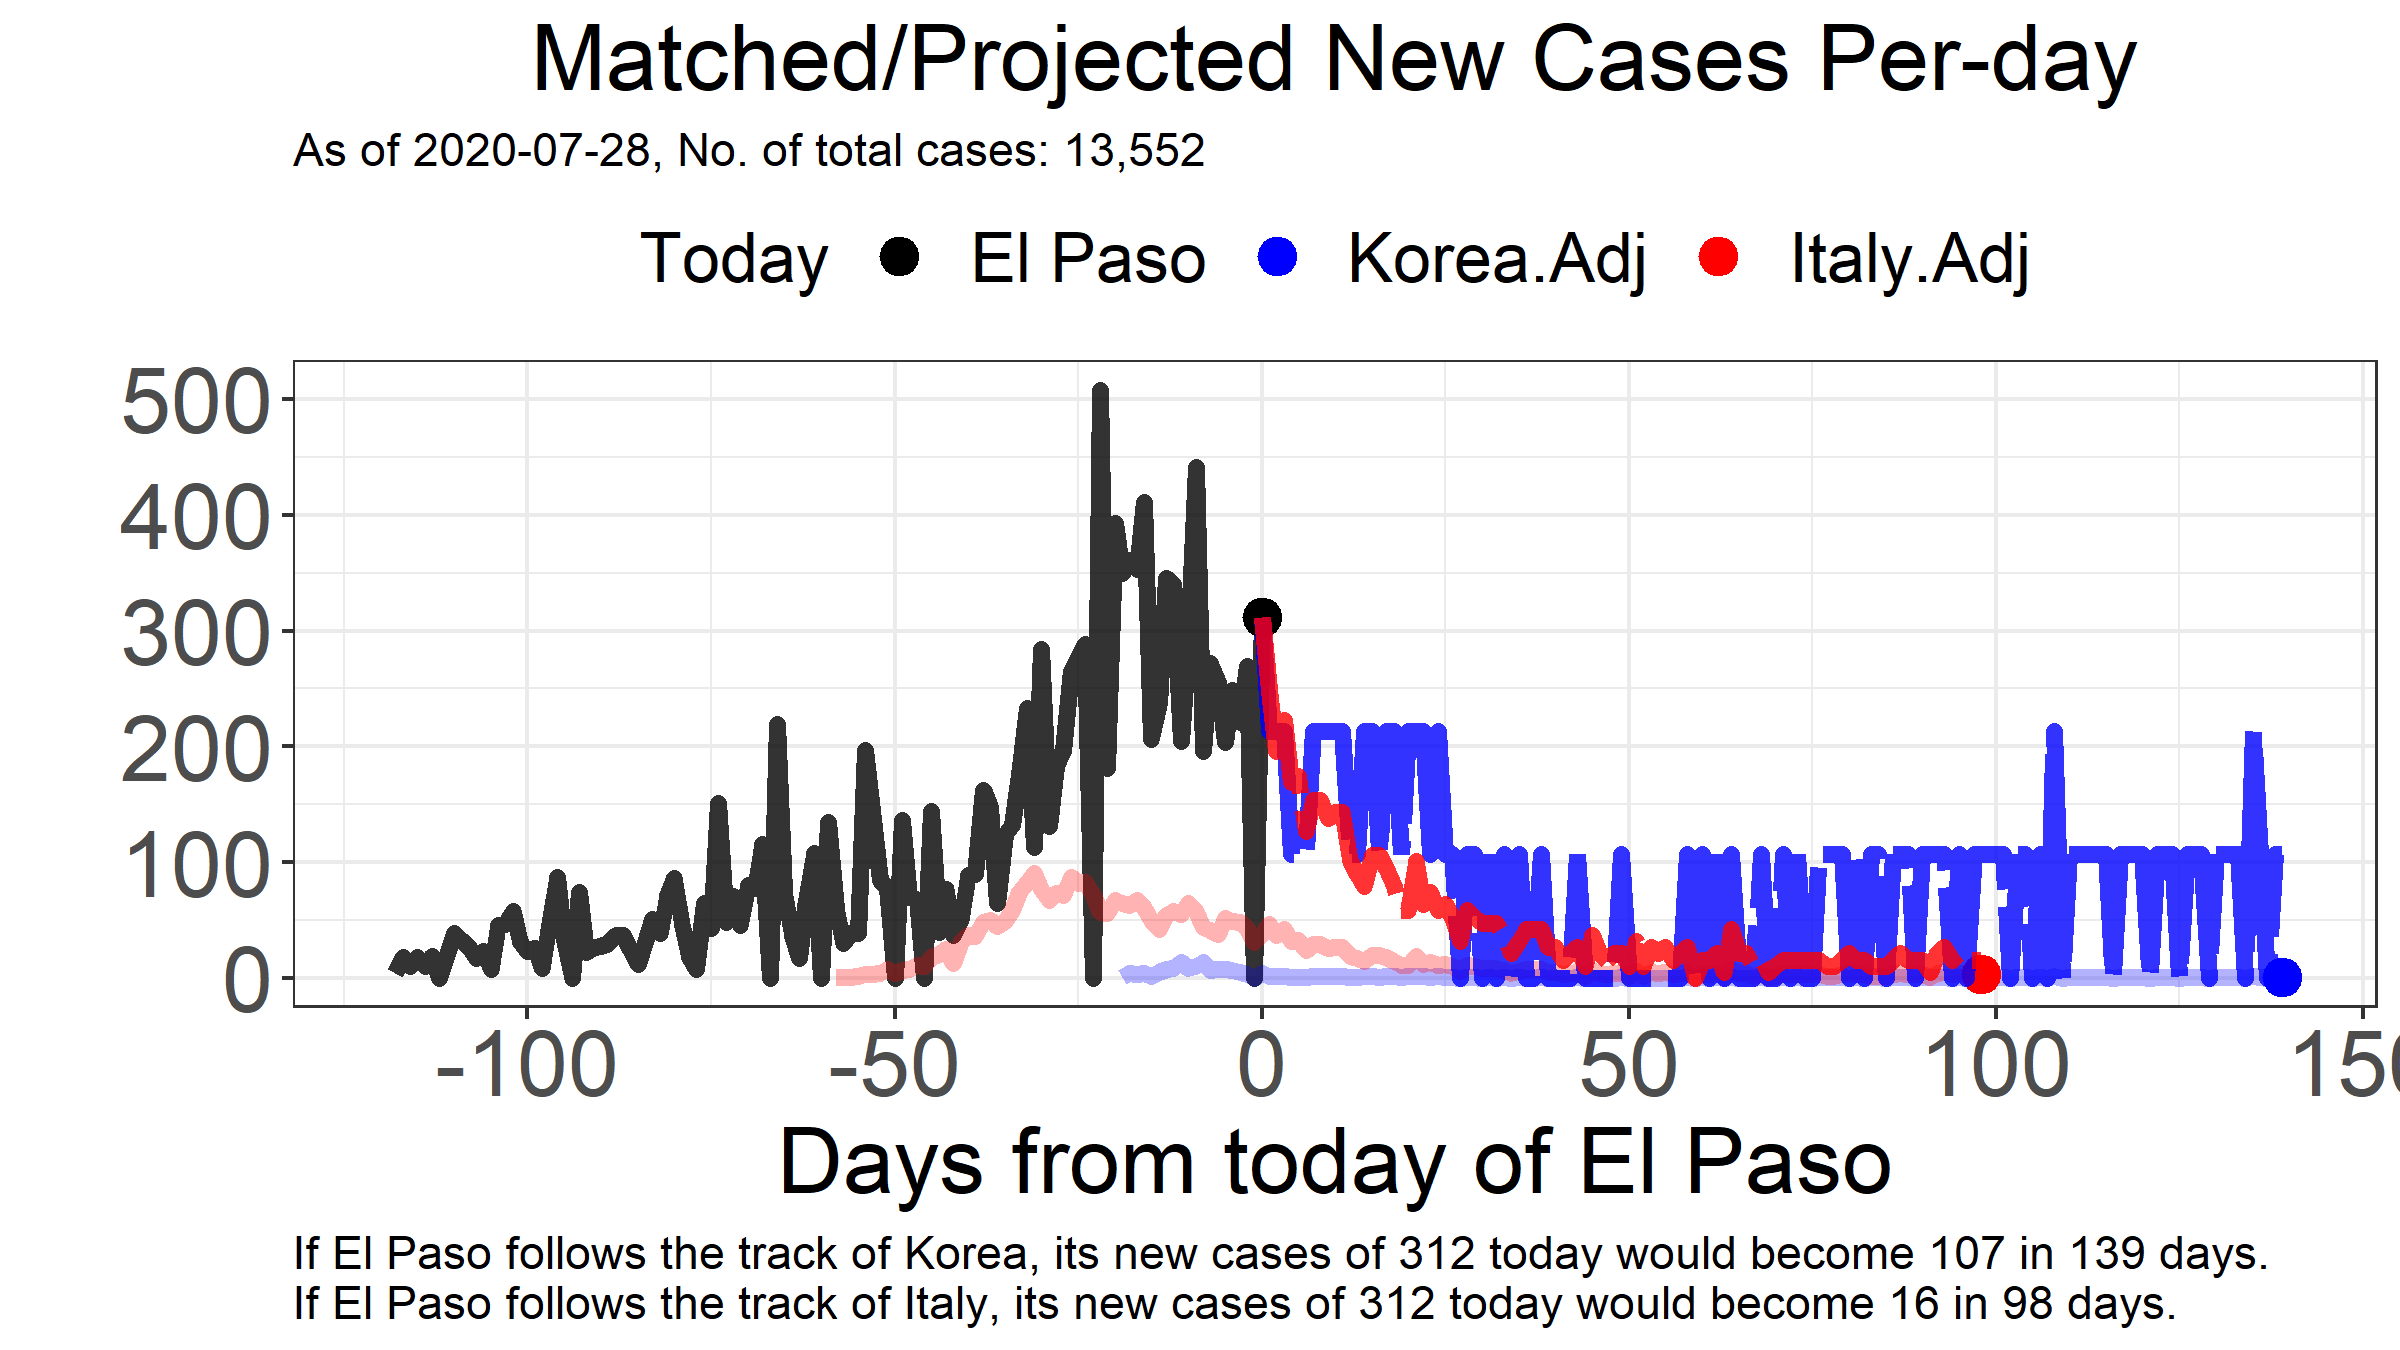 Matched/Projected New Cases Per-day
As of 2020-07-28, No. of total cases: 13,552
Today El Paso Korea.Adj Italy.Adj
500
400
300
200
100
0
-100 -50 0 50 100 150
Days from today of El Paso
If El Paso follows the track of Korea, its new cases of 312 today would become 107 in 139 days.
If El Paso follows the track of Italy, its new cases of 312 today would become 16 in 98 days.